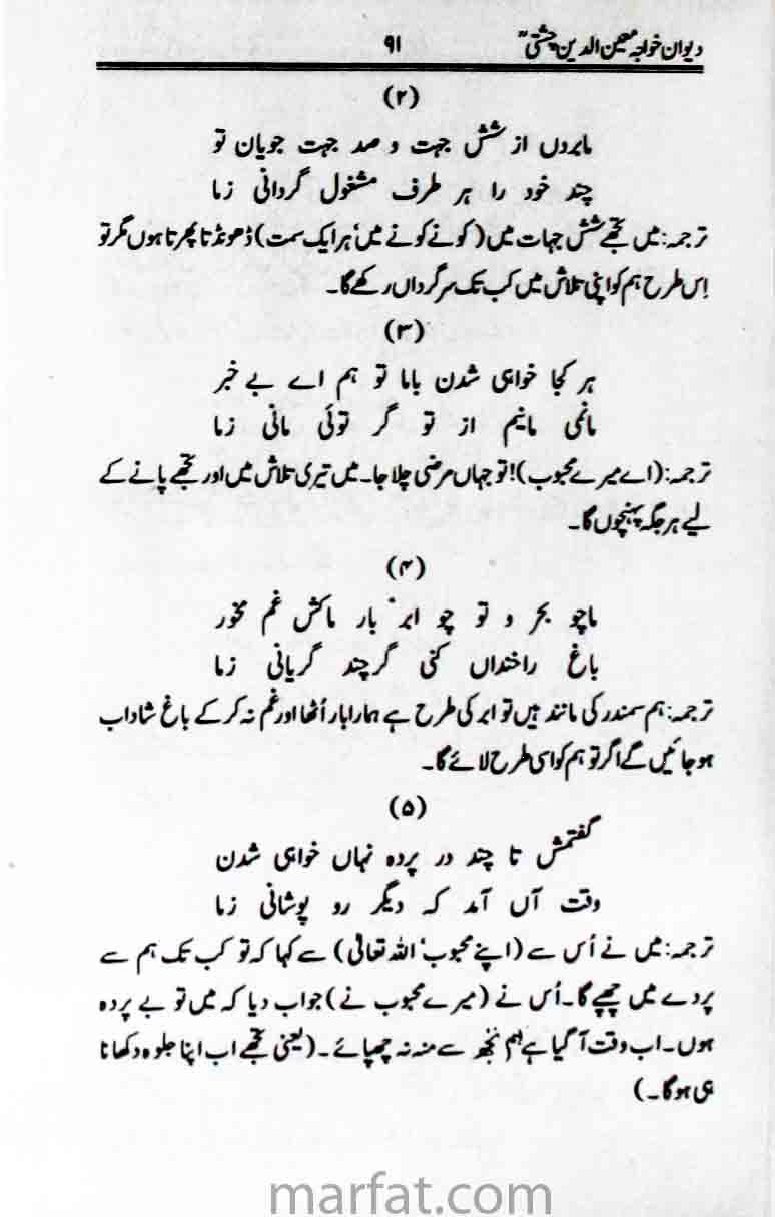 دیوان خواجہ معین الدین چشتیؒ ۹۱
(۲)
مابروں از شش جہت و صد جہت جویان تو
چند خود را ہر طرف مشغول گردانی زما
ترجمہ: میں تجھے شش جہات میں (کونے کونے میں‘ ہر ایک سمت) ڈھونڈتا پھرتا ہوں مگر تو
اِس طرح ہم کو اپنی تلاش میں کب تک سرگرداں رکھے گا۔
(۳)
ہر کجا خواہی شدن باما تو ہم اے بے خبر
مانمی مانیم از تو گر توئی مانی زما
ترجمہ: (اے میرے محبوب)! تو جہاں مرضی چلا جا۔ میں تیری تلاش میں اور تجھے پانے کے
لیے ہر جگہ پہنچوں گا۔
(۴)
ماچو بحر و تو چو ابر بار ماکش غم مخور
باغ راخنداں کنی گرچند گریانی زما
ترجمہ: ہم سمندر کی مانند ہیں تو ابر کی طرح ہے ہمارا بار اُٹھا اور غم نہ کر کے باغ شاداب
ہو جائیں گے اگر تو ہم کو اسی طرح لائے گا۔
(۵)
گفتمش تا چند در پردہ نہاں خواہی شدن
وقت آں آمد کہ دیگر رو پوشانی زما
ترجمہ: میں نے اُس سے (اپنے محبوب‘ اللہ تعالیٰ) سے کہا کہ تو کب تک ہم سے
پردے میں چھپے گا۔ اُس نے (میرے محبوب نے) جواب دیا کہ میں تو بے پردہ
ہوں۔ اب وقت آ گیا ہے ہم تجھ سے منہ نہ چھپائے۔ (یعنی تجھے اب اپنا جلوہ دکھانا
ہی ہوگا۔)
marfat.com